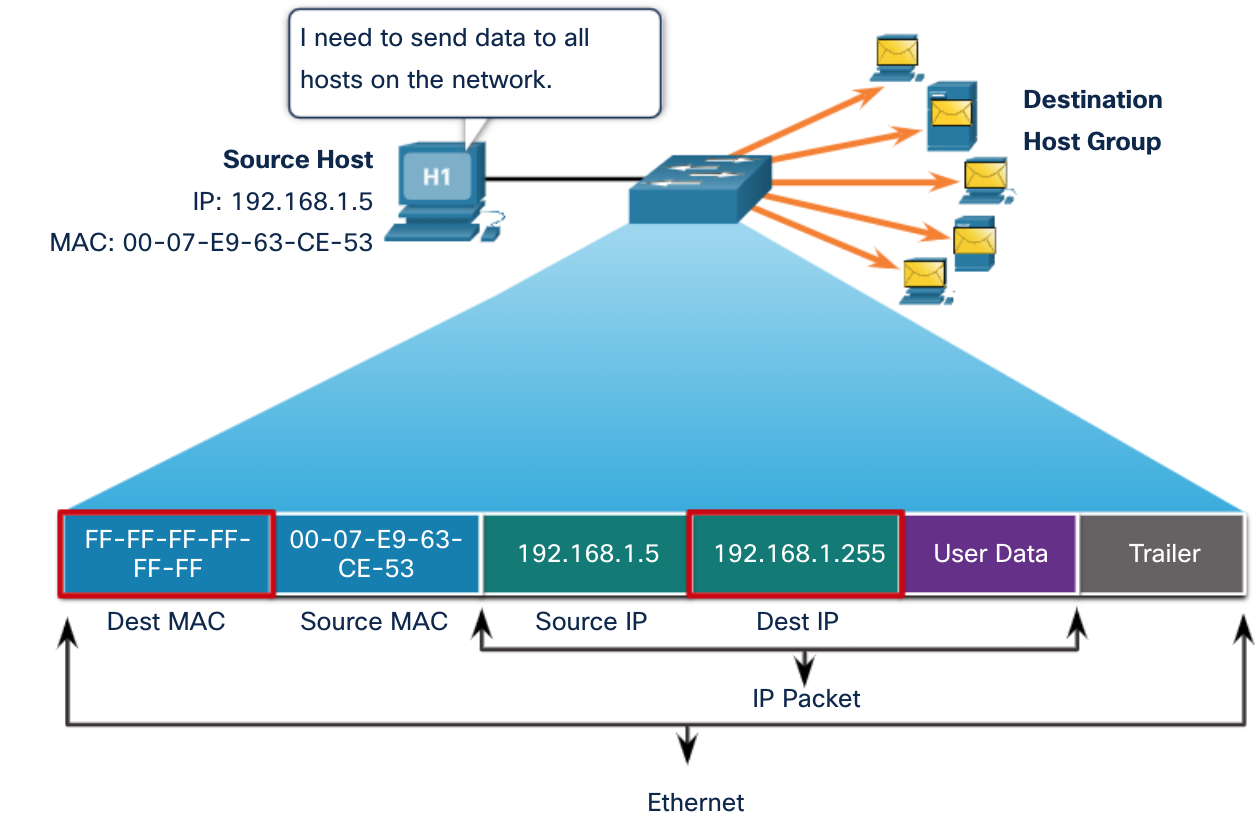 I need to send data to all
hosts on the network.
Destination
Host Group
Source Host
IP: 192.168.1.5
MAC: 00-07-E9-63-CE-53
H1
FF-FF-FF-FF-
FF-FF
00-07-E9-63-
CE-53
192.168.1.5
192.168.1.255
User Data
Trailer
Dest MAC
Source MAC
Source IP
Dest IP
IP Packet
Ethernet